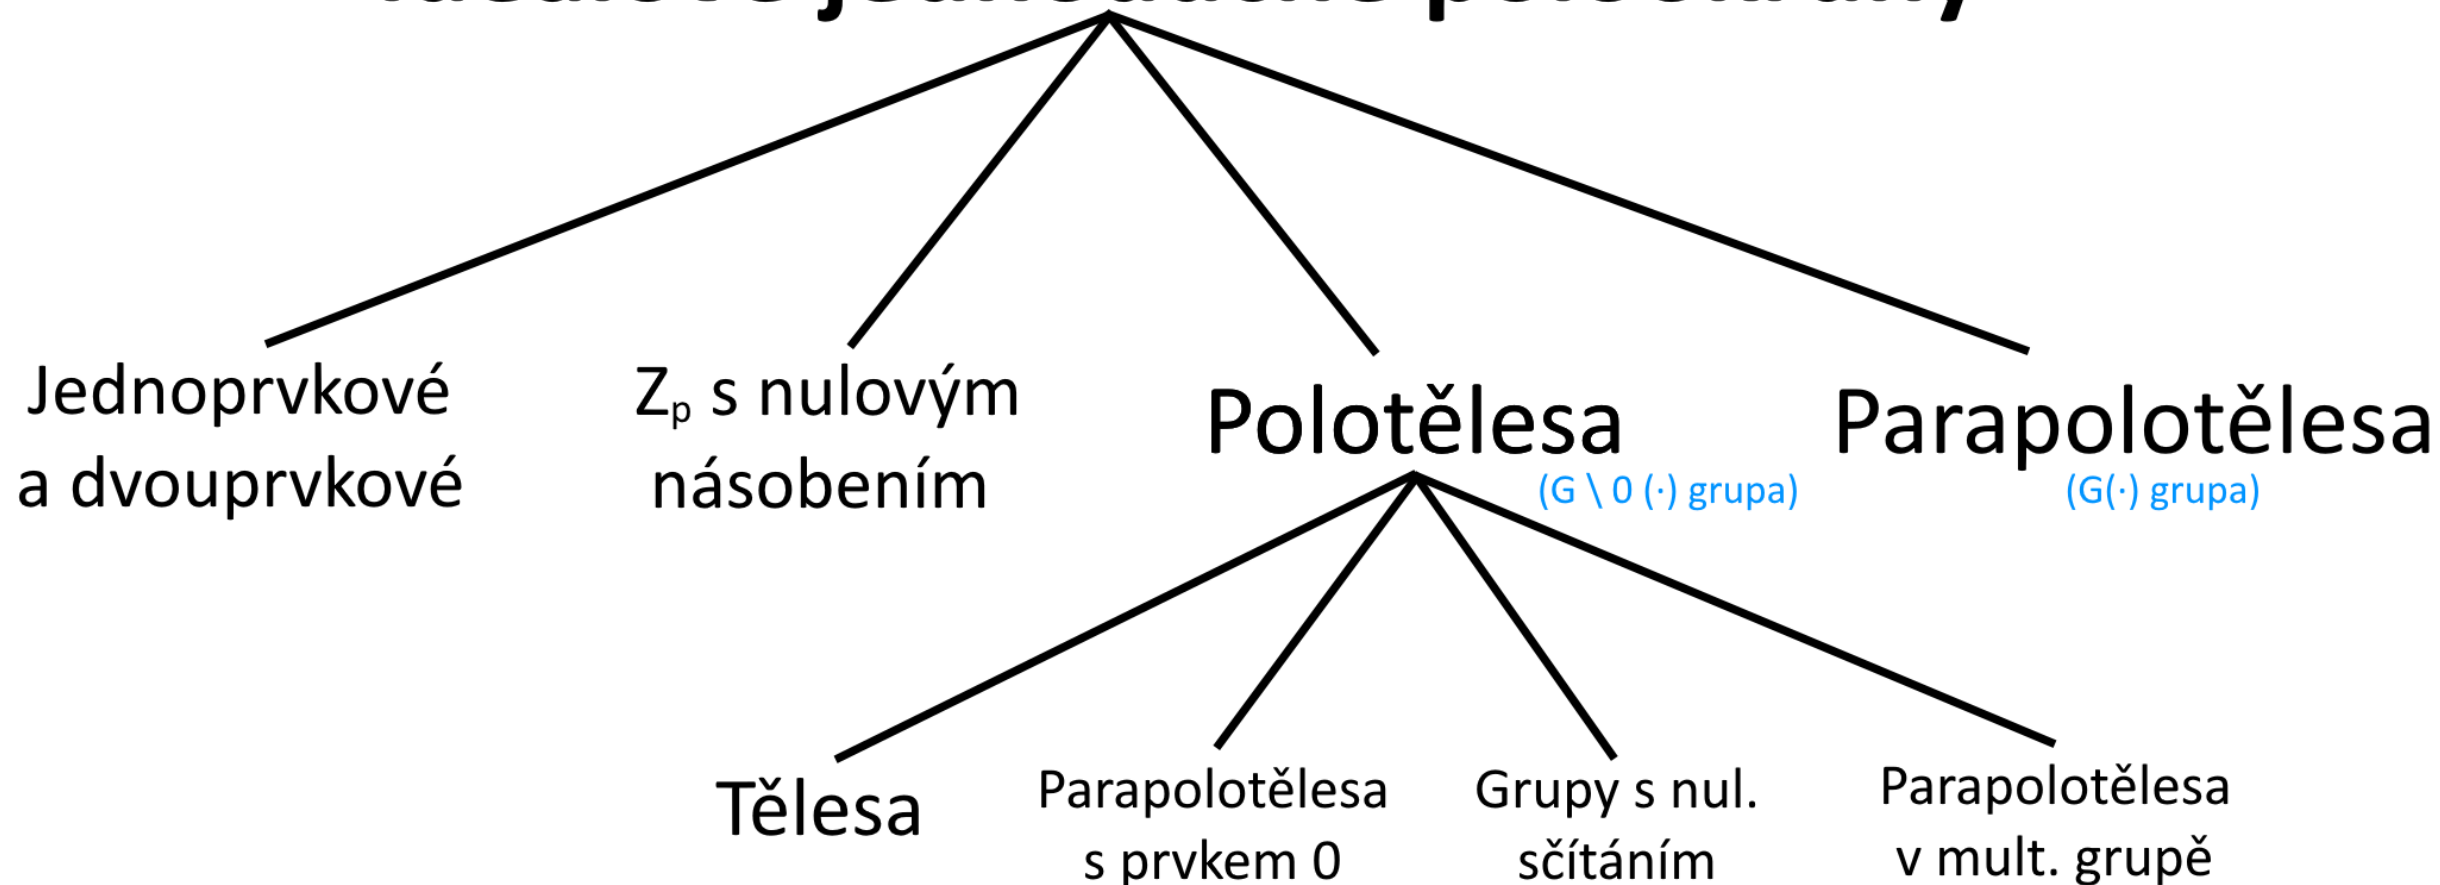 Jednoprvkové
a dvouprvkové
Zₚ s nulovým
násobením
Polotělesa
(G \ 0 (·) grupa)
Parapolotělesa
(G(·) grupa)
Tělesa
Parapolotělesa
s prvkem 0
Grupy s nul.
sčítáním
Parapolotělesa
v mult. grupě